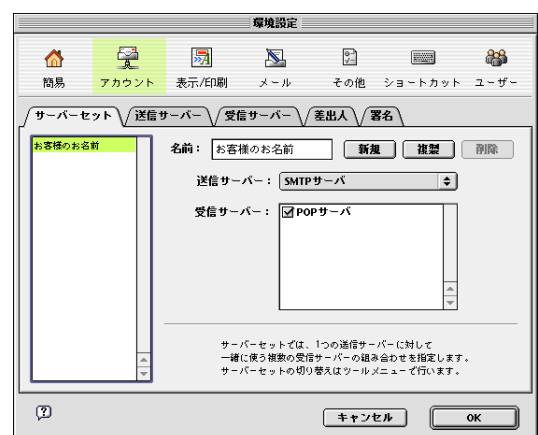 環境設定
簡易 アカウント 表示/印刷 メール その他 ショートカット ユーザー
サーバーセット 送信サーバー 受信サーバー 差出人 署名
お客様のお名前
名前： お客様のお名前 新規 複製 削除
送信サーバー： SMTPサーバ
受信サーバー： POPサーバ
サーバーセットでは、1つの送信サーバーに対して
一緒に使う複数の受信サーバーの組み合わせを指定します。
サーバーセットの切り替えはツールメニューで行います。
キャンセル OK